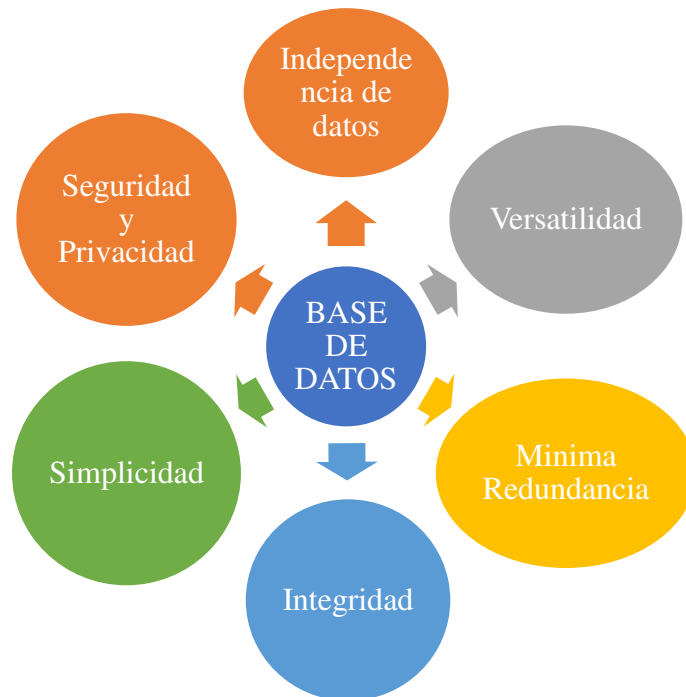 Independe
ncia de
datos
Versatilidad
Minima
Redundancia
Integridad
Simplicidad
Seguridad
y
Privacidad
BASE
DE
DATOS